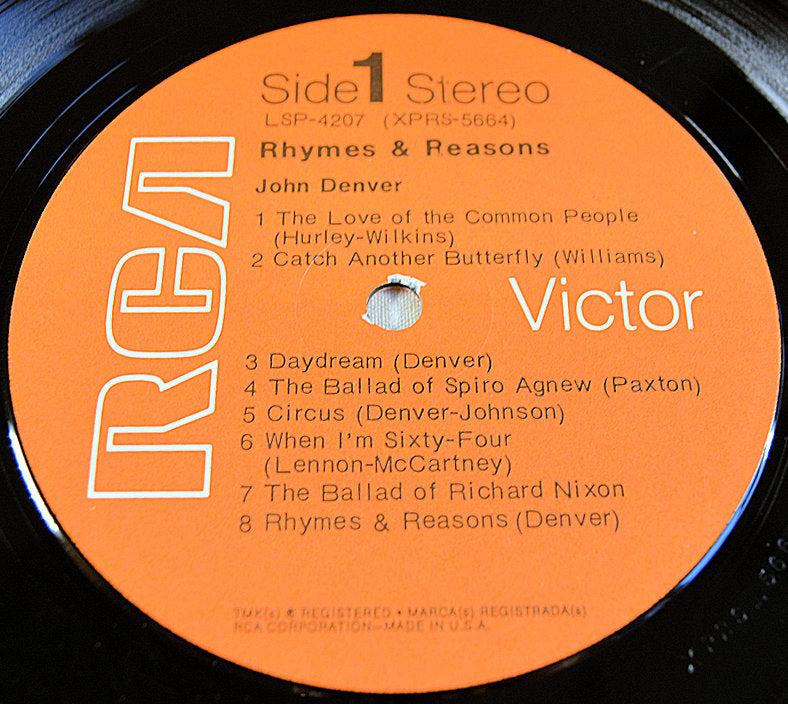 Side 1 Stereo
LSP-4207 (XPRS-5664)
Rhymes & Reasons
John Denver
1 The Love of the Common People
(Hurley-Wilkins)
2 Catch Another Butterfly (Williams)
RCA Victor
3 Daydream (Denver)
4 The Ballad of Spiro Agnew (Paxton)
5 Circus (Denver-Johnson)
6 When I'm Sixty-Four
(Lennon-McCartney)
7 The Ballad of Richard Nixon
8 Rhymes & Reasons (Denver)
TMK(s) ® REGISTERED • MARCA(s) REGISTRADA(s)
RCA CORPORATION—MADE IN U.S.A.